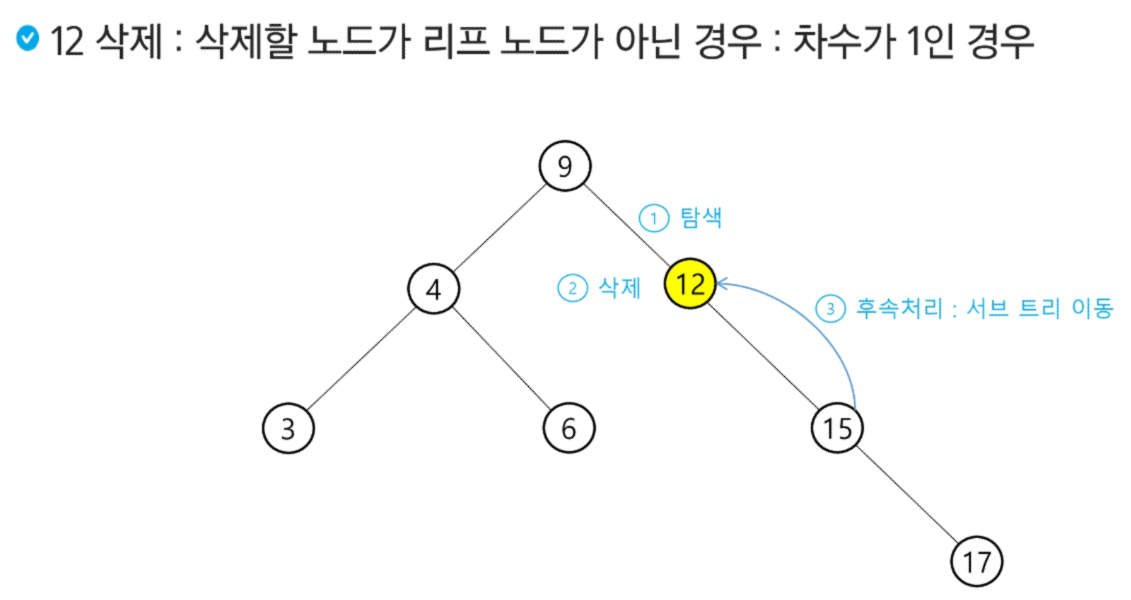 12 삭제 : 삭제할 노드가 리프 노드가 아닌 경우 : 차수가 1인 경우
9
① 탐색
4
② 삭제
12
③ 후속처리 : 서브 트리 이동
3
6
15
17